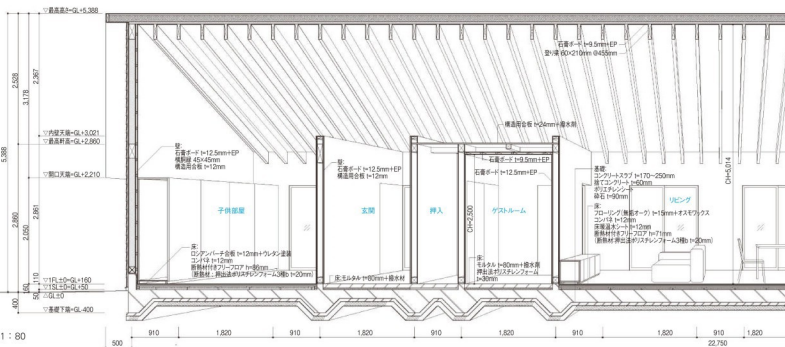 ▽最高高さ=GL+5,388
▽内壁天端=GL+3,021
▽最高軒高=GL+2,860
▽開口天端=GL+2,210
▽1FL±0=GL+160
▽1SL±0=GL+50
△GL±0
▽基礎下端=GL-400
5,388
2,528
2,860
400
3,178
2,050
160
2,367
2,861
110
50
石膏ボード t=9.5mm+EP
登り梁 60×210mm @455mm
構造用合板 t=24mm+撥水剤
石膏ボード t=9.5mm+EP
石膏ボード t=12.5mm+EP
壁:
石膏ボード t=12.5mm+EP
横胴縁 45×45mm
構造用合板 t=12mm
壁:
石膏ボード t=12.5mm+EP
構造用合板 t=12mm
基礎:
コンクリートスラブ t=170〜250mm
捨てコンクリート t=60mm
ポリエチレンシート
砕石 t=90mm
床:
フローリング(無垢オーク) t=15mm+オスモワックス
コンパネ t=12mm
床暖温水シート t=12mm
断熱材付きフリーフロア h=71mm
(断熱材:押出法ポリスチレンフォーム3種b t=20mm)
子供部屋
玄関
押入
ゲストルーム
リビング
CH=2,500
CH=5,014
床:
ロシアンバーチ合板 t=12mm+ウレタン塗装
コンパネ t=12mm
断熱材付きフリーフロア h=86mm
(断熱材:押出法ポリスチレンフォーム3種b t=20mm)
床:モルタル t=80mm+撥水材
床:
モルタル t=80mm+撥水剤
押出法ポリスチレンフォーム
t=30mm
910 1,820 910 1,820 910 1,820 910 1,820 910 1,820
1:80
500
22,750